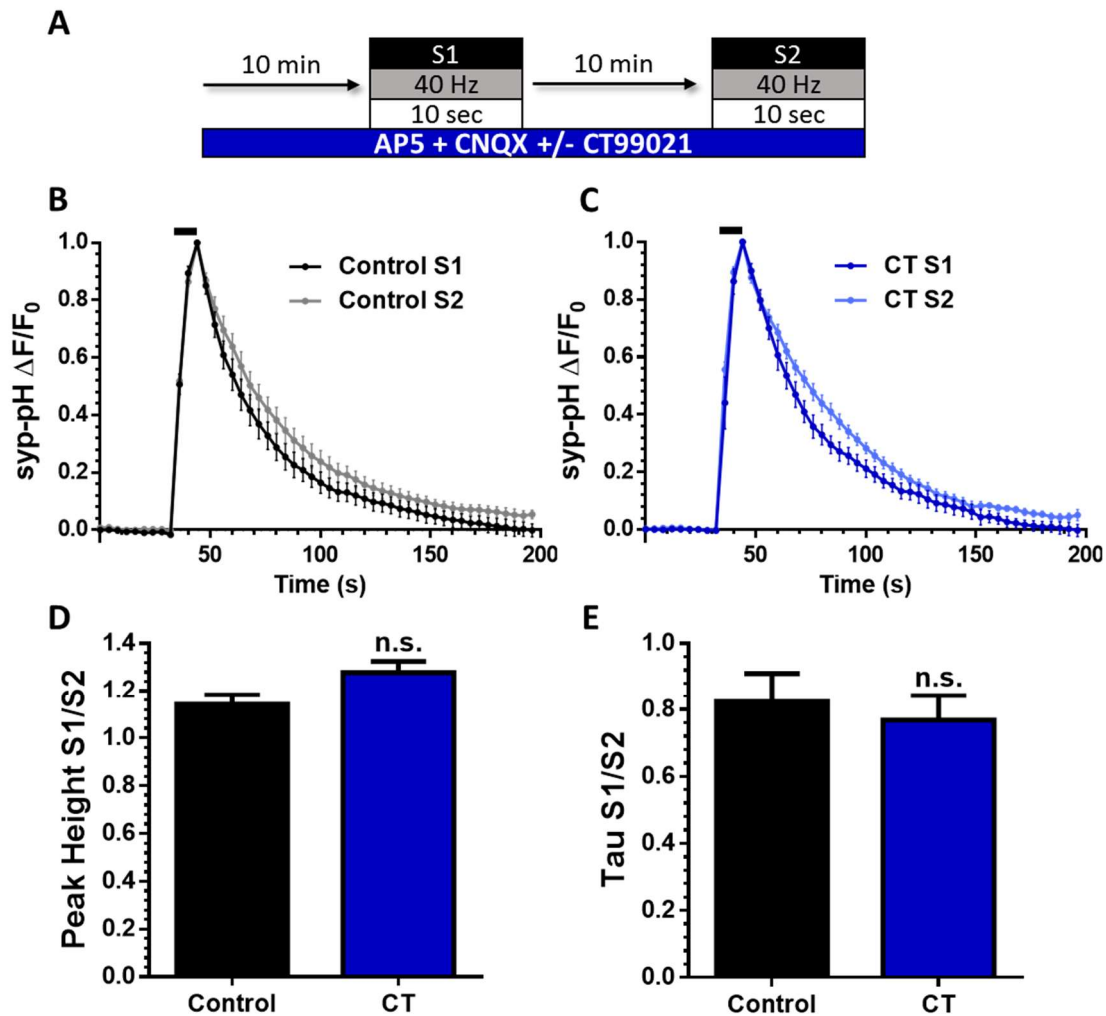 A
10 min
S1
10 min
S2
40 Hz
40 Hz
10 sec
10 sec
AP5 + CNQX +/- CT99021
B
syp-pH ΔF/F0
1.0
0.8
0.6
0.4
0.2
0.0
Control S1
Control S2
50
100
150
200
Time (s)
C
syp-pH ΔF/F0
1.0
0.8
0.6
0.4
0.2
0.0
CT S1
CT S2
50
100
150
200
Time (s)
D
Peak Height S1/S2
1.4
1.2
1.0
0.8
0.6
0.4
0.2
0.0
n.s.
Control
CT
E
Tau S1/S2
1.0
0.8
0.6
0.4
0.2
0.0
n.s.
Control
CT